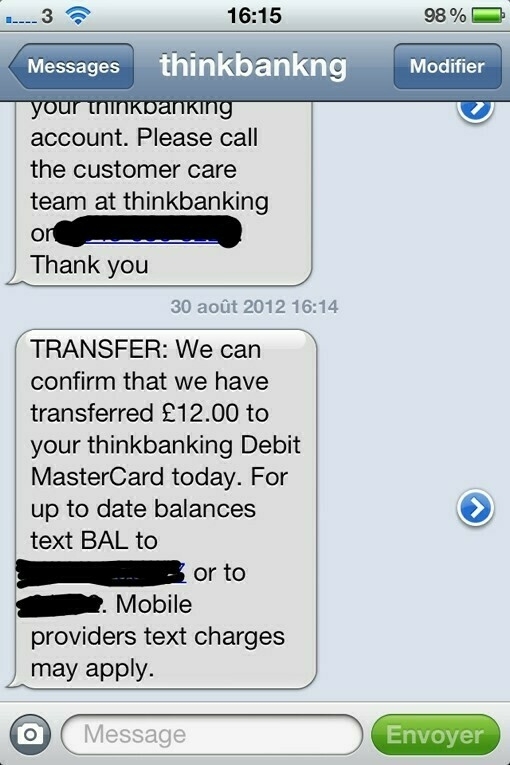 3 16:15 98 %
Messages thinkbankng Modifier
your thinkbanking
account. Please call
the customer care
team at thinkbanking
on
Thank you
30 août 2012 16:14
TRANSFER: We can
confirm that we have
transferred £12.00 to
your thinkbanking Debit
MasterCard today. For
up to date balances
text BAL to
or to
. Mobile
providers text charges
may apply.
Message Envoyer